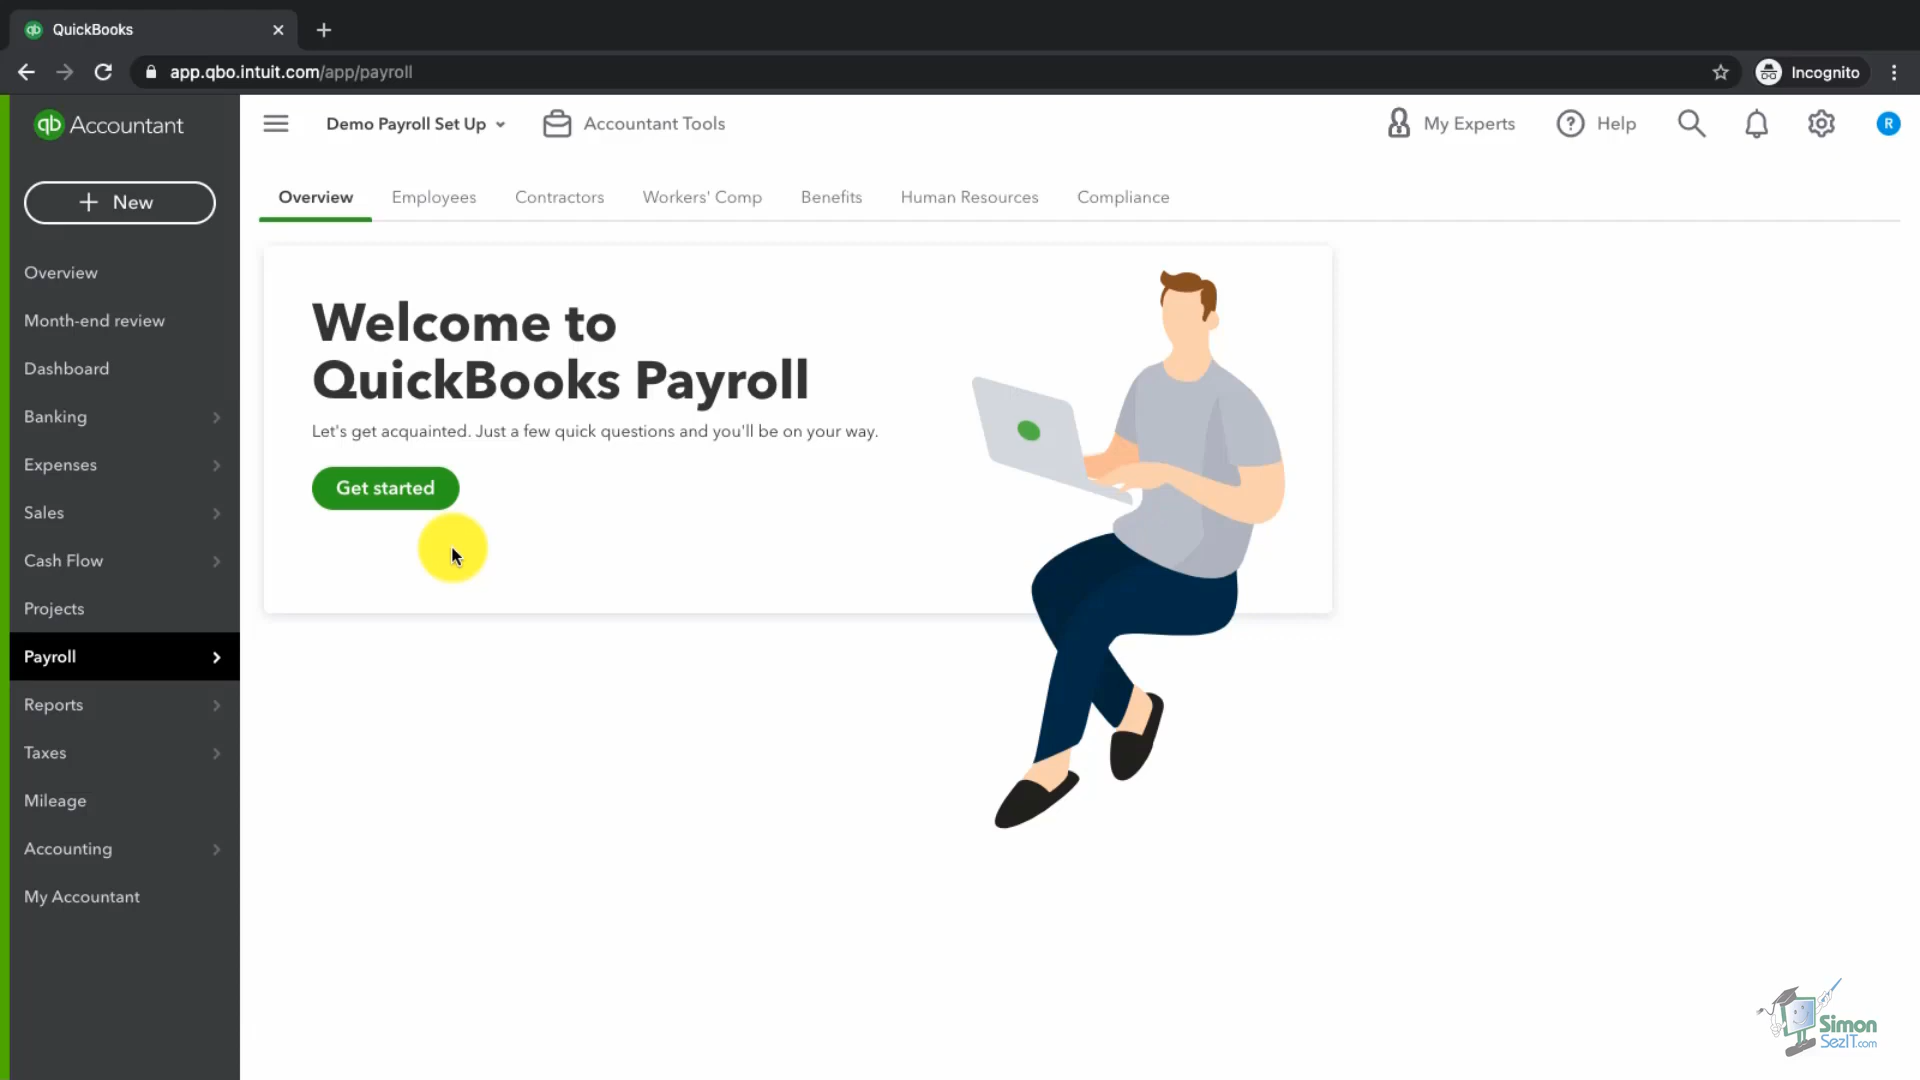 QuickBooks
app.qbo.intuit.com/app/payroll
Incognito
qb Accountant
Demo Payroll Set Up
Accountant Tools
My Experts
? Help
R
+ New
Overview
Employees
Contractors
Workers' Comp
Benefits
Human Resources
Compliance
Overview
Month-end review
Dashboard
Banking
Expenses
Sales
Cash Flow
Projects
Payroll
Reports
Taxes
Mileage
Accounting
My Accountant
Welcome to
QuickBooks Payroll
Let's get acquainted. Just a few quick questions and you'll be on your way.
Get started
Simon
SezIT.com